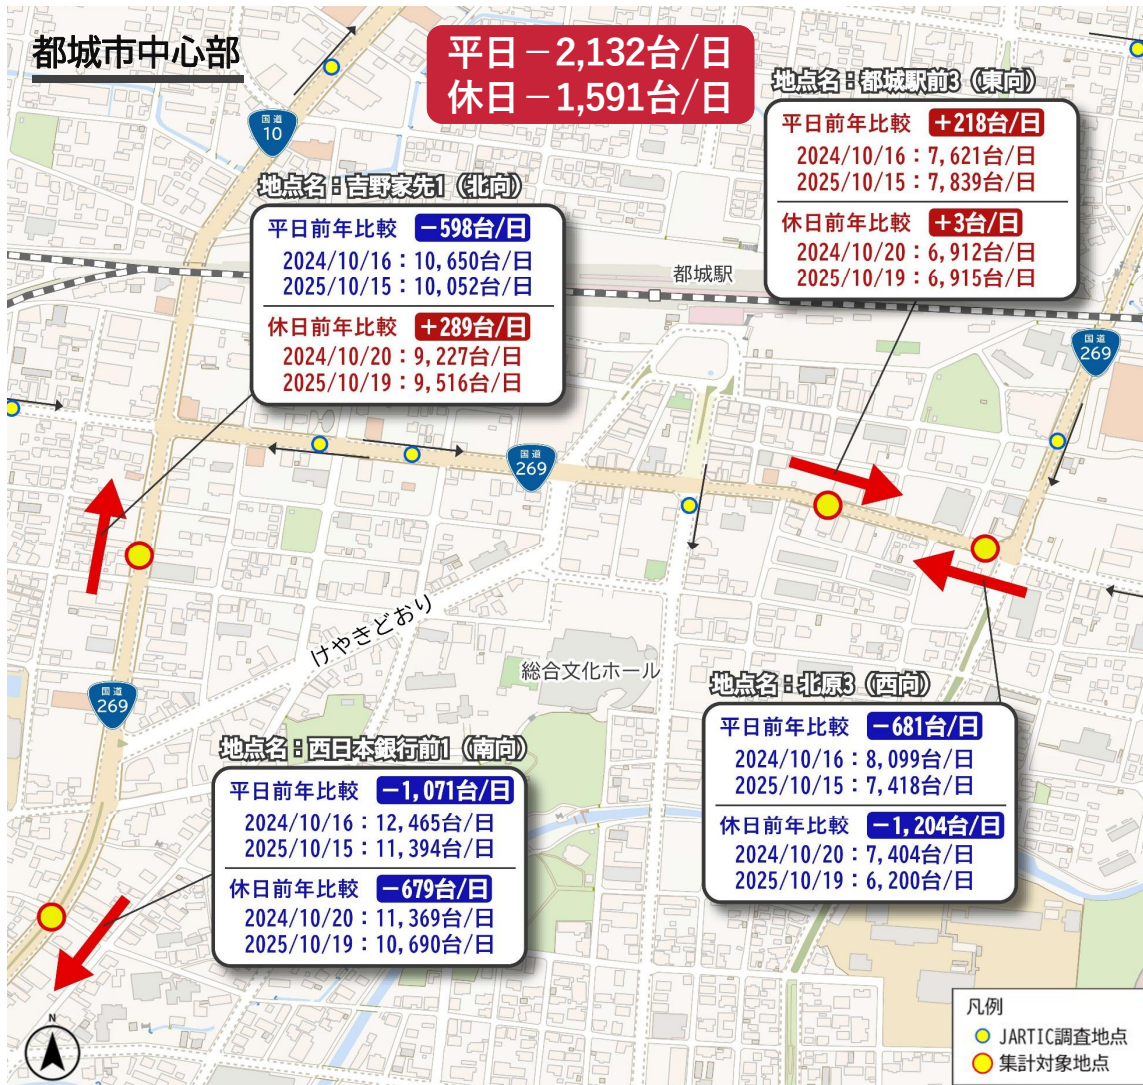 都城市中心部
平日－2,132台/日
休日－1,591台/日
国道
10
地点名：都城駅前3（東向）
平日前年比較 +218台/日
2024/10/16：7,621台/日
2025/10/15：7,839台/日
休日前年比較 +3台/日
2024/10/20：6,912台/日
2025/10/19：6,915台/日
地点名：吉野家先1（北向）
平日前年比較 －598台/日
2024/10/16：10,650台/日
2025/10/15：10,052台/日
休日前年比較 +289台/日
2024/10/20：9,227台/日
2025/10/19：9,516台/日
都城駅
国道
269
国道
269
けやきどおり
総合文化ホール
国道
269
地点名：北原3（西向）
平日前年比較 －681台/日
2024/10/16：8,099台/日
2025/10/15：7,418台/日
休日前年比較 －1,204台/日
2024/10/20：7,404台/日
2025/10/19：6,200台/日
地点名：西日本銀行前1（南向）
平日前年比較 －1,071台/日
2024/10/16：12,465台/日
2025/10/15：11,394台/日
休日前年比較 －679台/日
2024/10/20：11,369台/日
2025/10/19：10,690台/日
N
凡例
JARTIC調査地点
集計対象地点